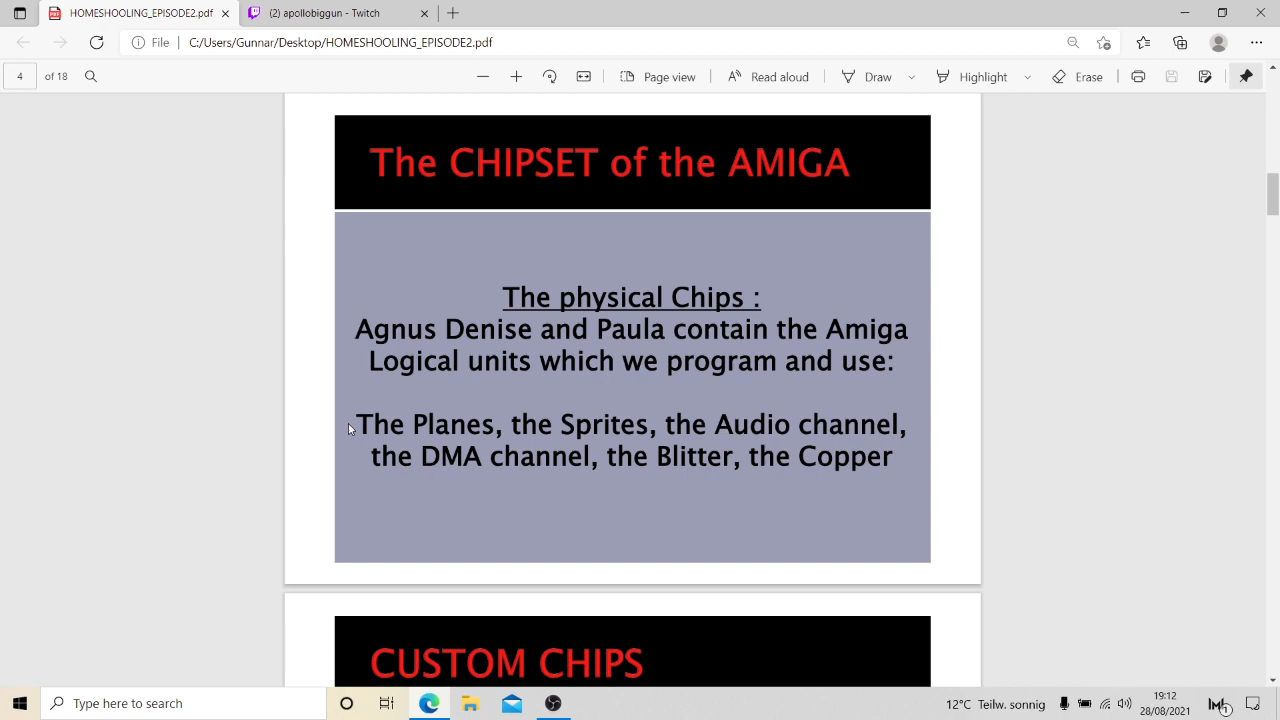 HOMESHOOLING_EPISODE2.pdf
(2) apollobiggun - Twitch
File
C:/Users/Gunnar/Desktop/HOMESHOOLING_EPISODE2.pdf
4 of 18
Page view
Read aloud
Draw
Highlight
Erase
The CHIPSET of the AMIGA
The physical Chips :
Agnus Denise and Paula contain the Amiga
Logical units which we program and use:
The Planes, the Sprites, the Audio channel,
the DMA channel, the Blitter, the Copper
CUSTOM CHIPS
Type here to search
12°C Teilw. sonnig
19:12
28/08/2021